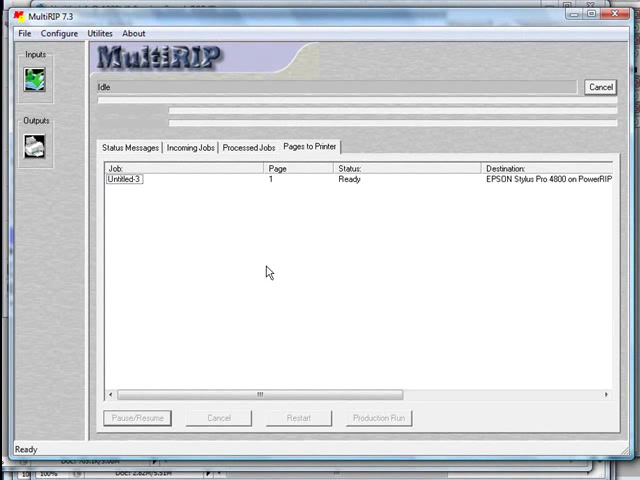 MultiRIP 7.3
File Configure Utilites About
Inputs
Outputs
MultiRIP
Idle
Cancel
Status Messages Incoming Jobs Processed Jobs Pages to Printer
Job: Page Status: Destination:
Untitled-3 1 Ready EPSON Stylus Pro 4800 on PowerRIP
Pause/Resume Cancel Restart Production Run
Ready
100%